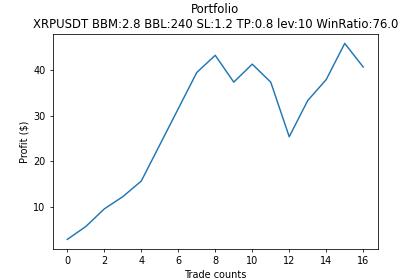 Portfolio
XRPUSDT BBM:2.8 BBL:240 SL:1.2 TP:0.8 lev:10 WinRatio:76.0
40
30
20
10
Profit ($)
0 2 4 6 8 10 12 14 16
Trade counts